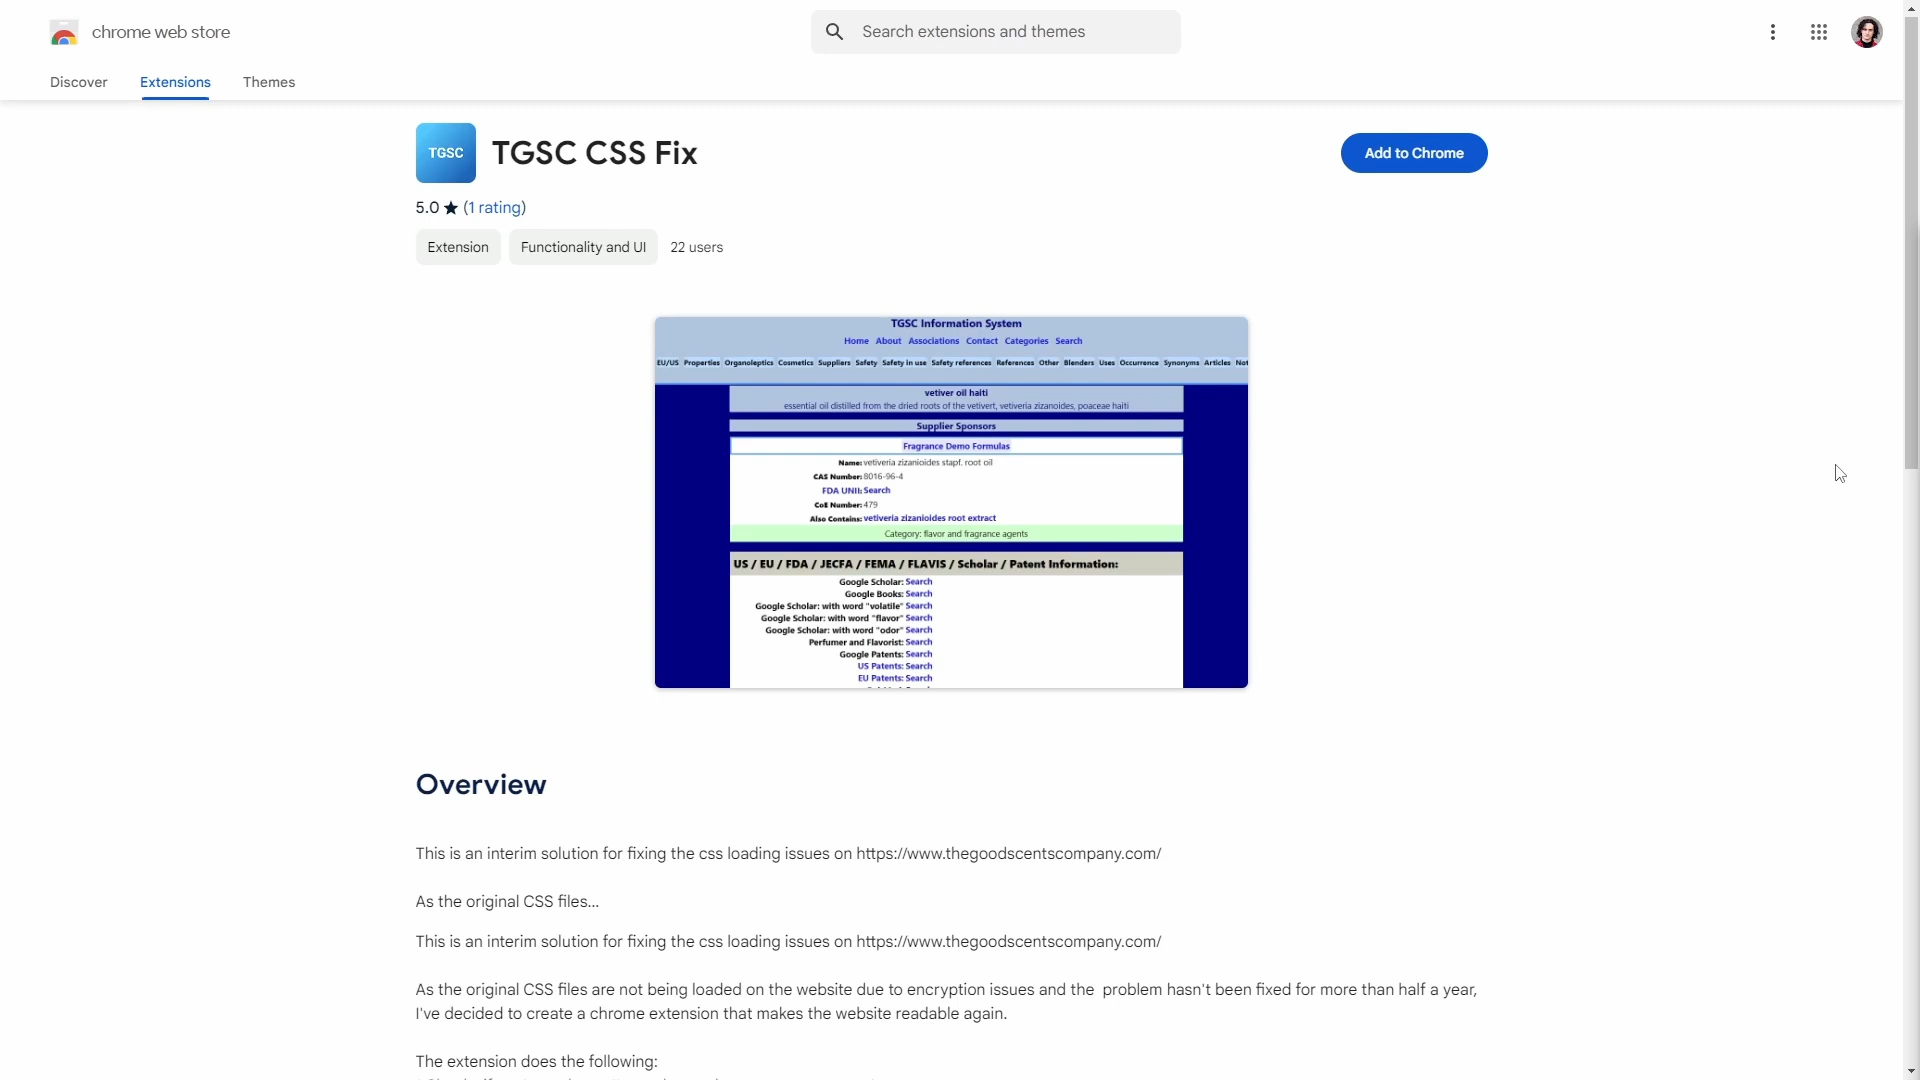 chrome web store
Search extensions and themes
Discover
Extensions
Themes
TGSC
TGSC CSS Fix
Add to Chrome
5.0 ★ (1 rating)
Extension
Functionality and UI
22 users
TGSC Information System
Home About Associations Contact Categories Search
EU/US Properties Organoleptics Cosmetics Suppliers Safety Safety in use Safety references References Other Blenders Uses Occurrence Synonyms Articles Not
vetiver oil haiti
essential oil distilled from the dried roots of the vetivert, vetiveria zizanoides, poaceae haiti
Supplier Sponsors
Fragrance Demo Formulas
Name: vetiveria zizanioides stapf. root oil
CAS Number: 8016-96-4
FDA UNII: Search
CoE Number: 479
Also Contains: vetiveria zizanioides root extract
Category: flavor and fragrance agents
US / EU / FDA / JECFA / FEMA / FLAVIS / Scholar / Patent Information:
Google Scholar: Search
Google Books: Search
Google Scholar: with word "volatile" Search
Google Scholar: with word "flavor" Search
Google Scholar: with word "odor" Search
Perfumer and Flavorist: Search
Google Patents: Search
US Patents: Search
EU Patents: Search
Overview
This is an interim solution for fixing the css loading issues on https://www.thegoodscentscompany.com/
As the original CSS files...
This is an interim solution for fixing the css loading issues on https://www.thegoodscentscompany.com/
As the original CSS files are not being loaded on the website due to encryption issues and the  problem hasn't been fixed for more than half a year,
I've decided to create a chrome extension that makes the website readable again.
The extension does the following: